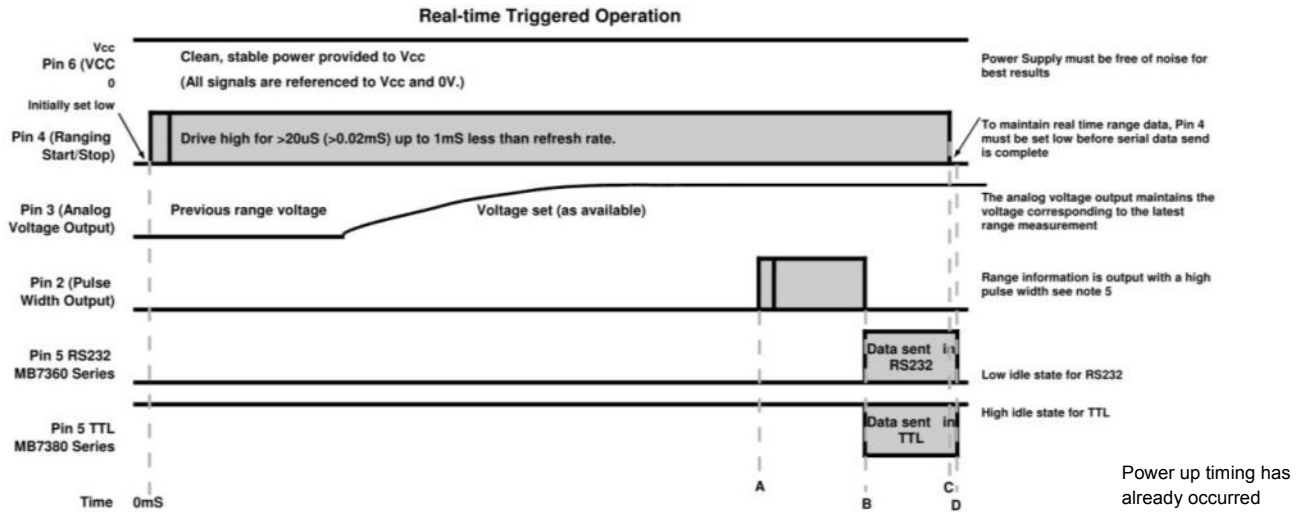 Real-time Triggered Operation
Vcc
Pin 6 (VCC
0
Clean, stable power provided to Vcc
(All signals are referenced to Vcc and 0V.)
Power Supply must be free of noise for
best results
Initially set low
Pin 4 (Ranging
Start/Stop)
Drive high for >20uS (>0.02mS) up to 1mS less than refresh rate.
To maintain real time range data, Pin 4
must be set low before serial data send
is complete
Pin 3 (Analog
Voltage Output)
Previous range voltage
Voltage set (as available)
The analog voltage output maintains the
voltage corresponding to the latest
range measurement
Pin 2 (Pulse
Width Output)
Range information is output with a high
pulse width see note 5
Pin 5 RS232
MB7360 Series
Data sent in
RS232
Low idle state for RS232
Pin 5 TTL
MB7380 Series
Data sent in
TTL
High idle state for TTL
Time
0mS
A
B
C
D
Power up timing has
already occurred